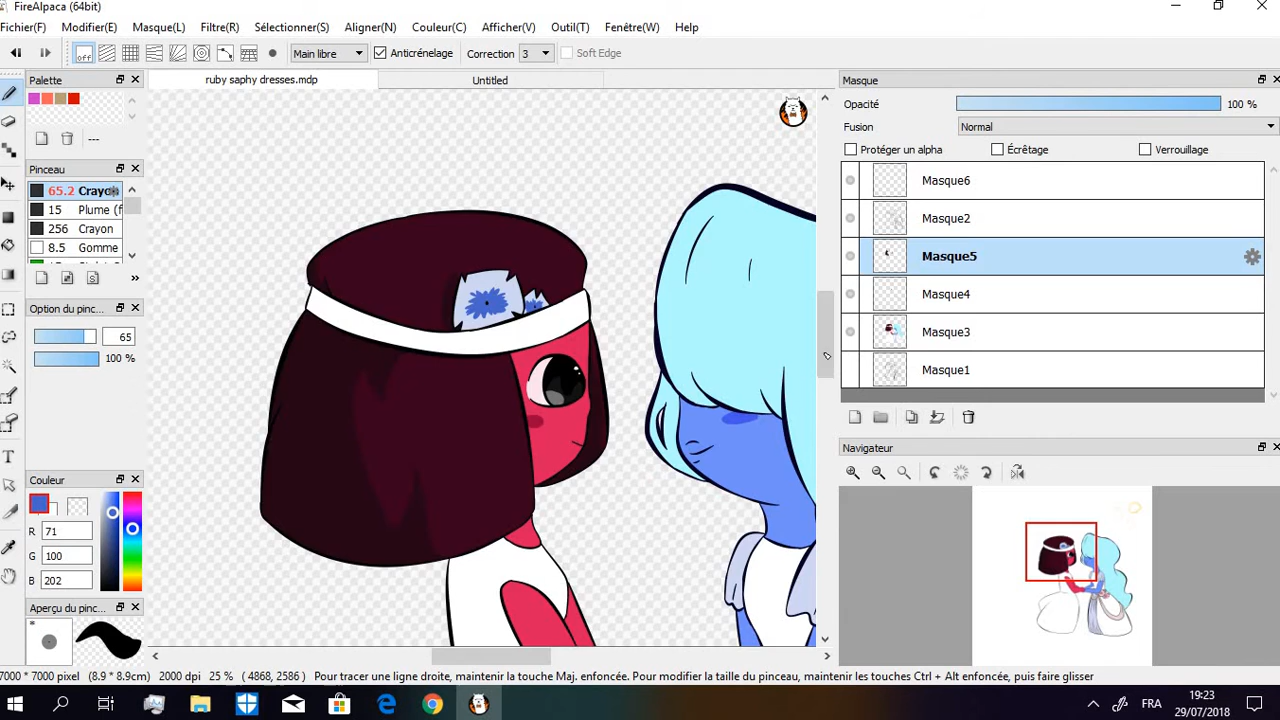 FireAlpaca (64bit)
Fichier(F) Modifier(E) Masque(L) Filtre(R) Sélectionner(S) Aligner(N) Couleur(C) Afficher(V) Outil(T) Fenêtre(W) Help
off Main libre Anticrénelage Correction 3 Soft Edge
Palette
ruby saphy dresses.mdp
Untitled
---
Pinceau
65.2 Crayon
15 Plume (f
256 Crayon
8.5 Gomme
»
Option du pinc...
65
100 %
Couleur
R 71
G 100
B 202
Aperçu du pinc...
*
Masque
Opacité 100 %
Fusion Normal
Protéger un alpha Écrêtage Verrouillage
Masque6
Masque2
Masque5
Masque4
Masque3
Masque1
Navigateur
7000 * 7000 pixel (8.9 * 8.9cm) 2000 dpi 25 % ( 4868, 2586 ) Pour tracer une ligne droite, maintenir la touche Maj. enfoncée. Pour modifier la taille du pinceau, maintenir les touches Ctrl + Alt enfoncée, puis faire glisser
FRA
19:23
29/07/2018